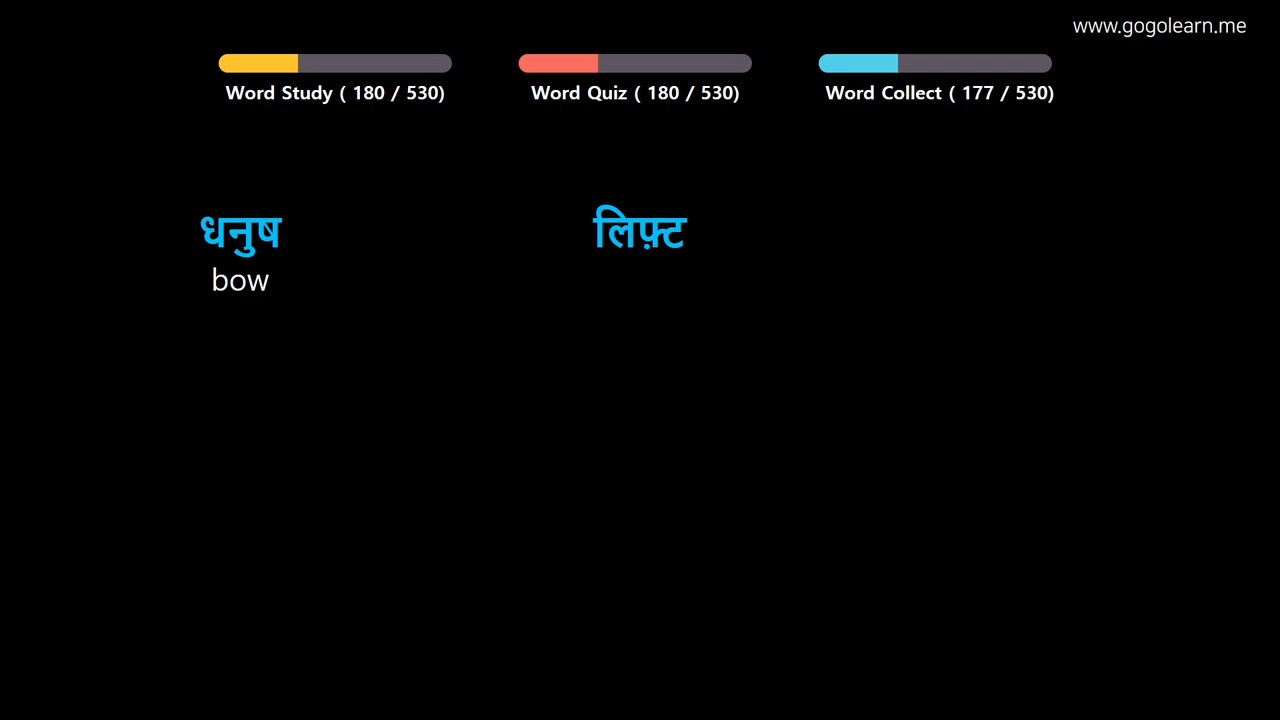 www.gogolearn.me
Word Study ( 180 / 530)
Word Quiz ( 180 / 530)
Word Collect ( 177 / 530)
धनुष
bow
लिफ़्ट